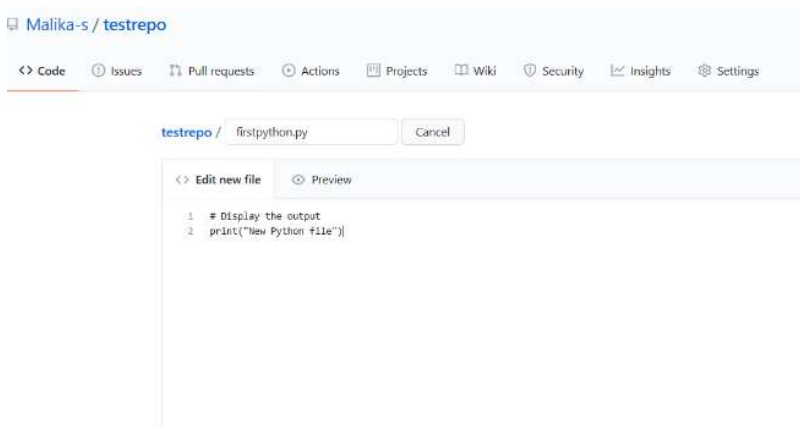 Malika-s / testrepo
<> Code Issues Pull requests Actions Projects Wiki Security Insights Settings
testrepo / firstpython.py Cancel
<> Edit new file Preview
1 # Display the output
2 print("New Python file")